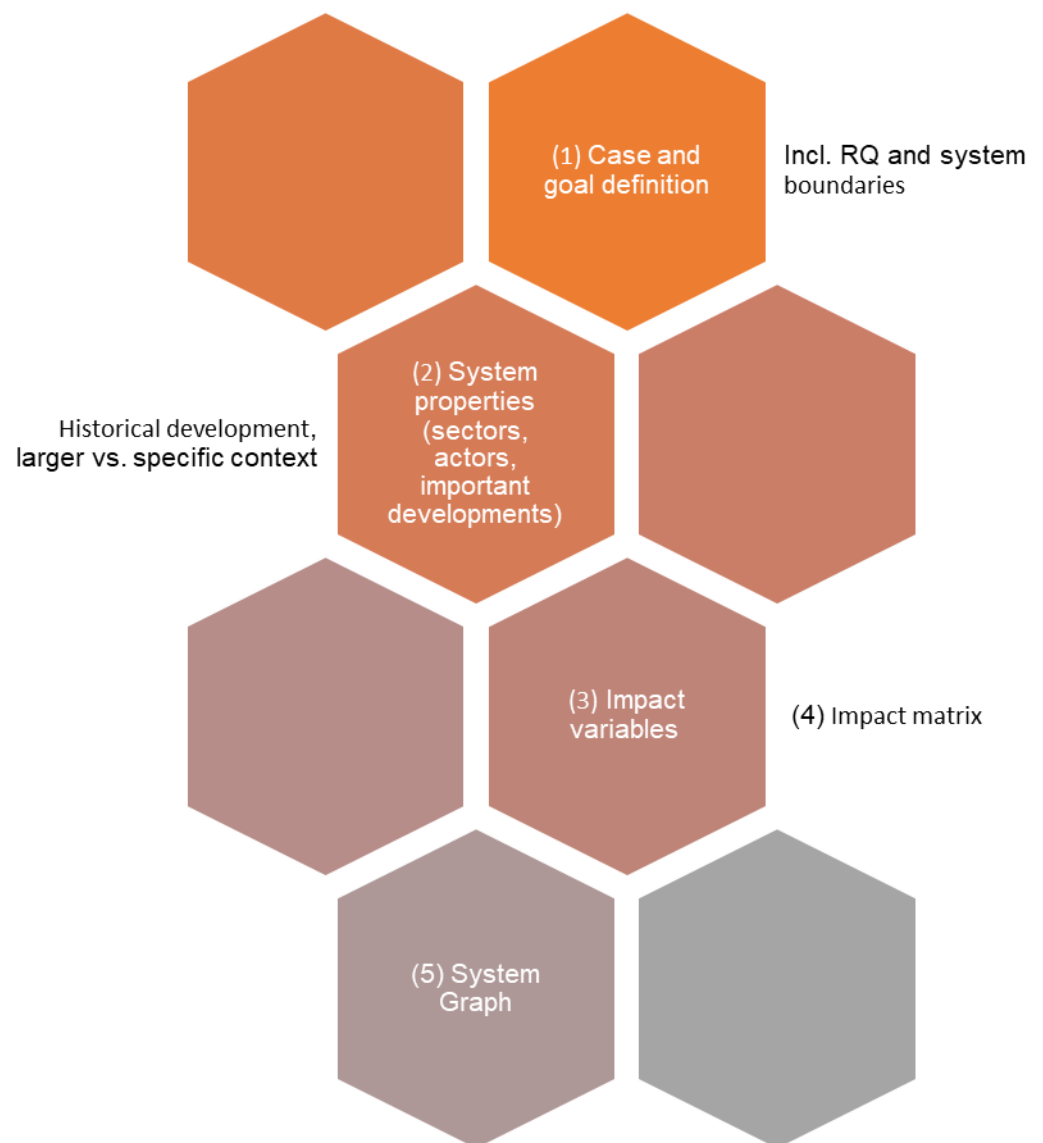 (1) Case and
goal definition
Incl. RQ and system
boundaries
(2) System
properties
(sectors,
actors,
important
developments)
Historical development,
larger vs. specific context
(3) Impact
variables
(4) Impact matrix
(5) System
Graph